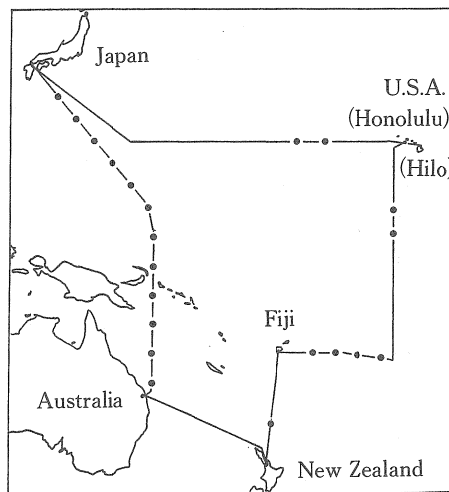 Japan
U.S.A.
(Honolulu)
(Hilo)
Fiji
Australia
New Zealand